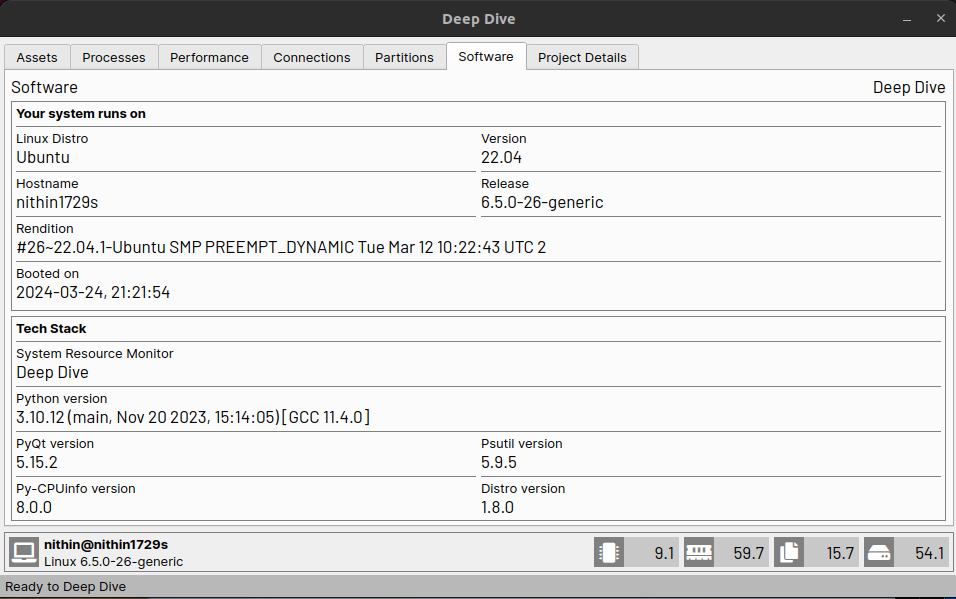 Deep Dive
Assets Processes Performance Connections Partitions Software Project Details
Software Deep Dive
Your system runs on
Linux Distro Version
Ubuntu 22.04
Hostname Release
nithin1729s 6.5.0-26-generic
Rendition
#26~22.04.1-Ubuntu SMP PREEMPT_DYNAMIC Tue Mar 12 10:22:43 UTC 2
Booted on
2024-03-24, 21:21:54
Tech Stack
System Resource Monitor
Deep Dive
Python version
3.10.12 (main, Nov 20 2023, 15:14:05) [GCC 11.4.0]
PyQt version Psutil version
5.15.2 5.9.5
Py-CPUinfo version Distro version
8.0.0 1.8.0
nithin@nithin1729s
Linux 6.5.0-26-generic
9.1 59.7 15.7 54.1
Ready to Deep Dive